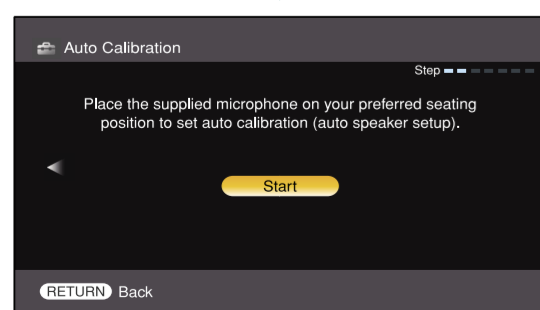 Auto Calibration
Step
Place the supplied microphone on your preferred seating
position to set auto calibration (auto speaker setup).
Start
RETURN Back